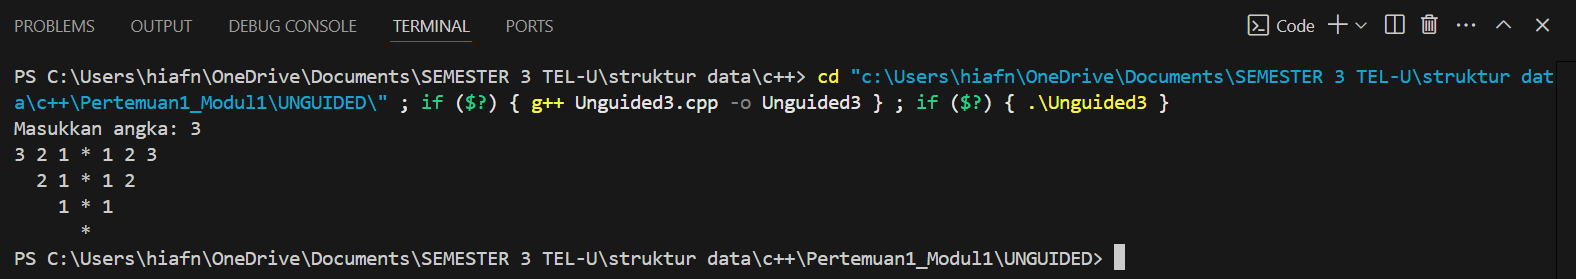 PROBLEMS OUTPUT DEBUG CONSOLE TERMINAL PORTS Code
PS C:\Users\hiafn\OneDrive\Documents\SEMESTER 3 TEL-U\struktur data\c++> cd "c:\Users\hiafn\OneDrive\Documents\SEMESTER 3 TEL-U\struktur dat
a\c++\Pertemuan1_Modul1\UNGUIDED\" ; if ($?) { g++ Unguided3.cpp -o Unguided3 } ; if ($?) { .\Unguided3 }
Masukkan angka: 3
3 2 1 * 1 2 3
  2 1 * 1 2
    1 * 1
      *
PS C:\Users\hiafn\OneDrive\Documents\SEMESTER 3 TEL-U\struktur data\c++\Pertemuan1_Modul1\UNGUIDED>